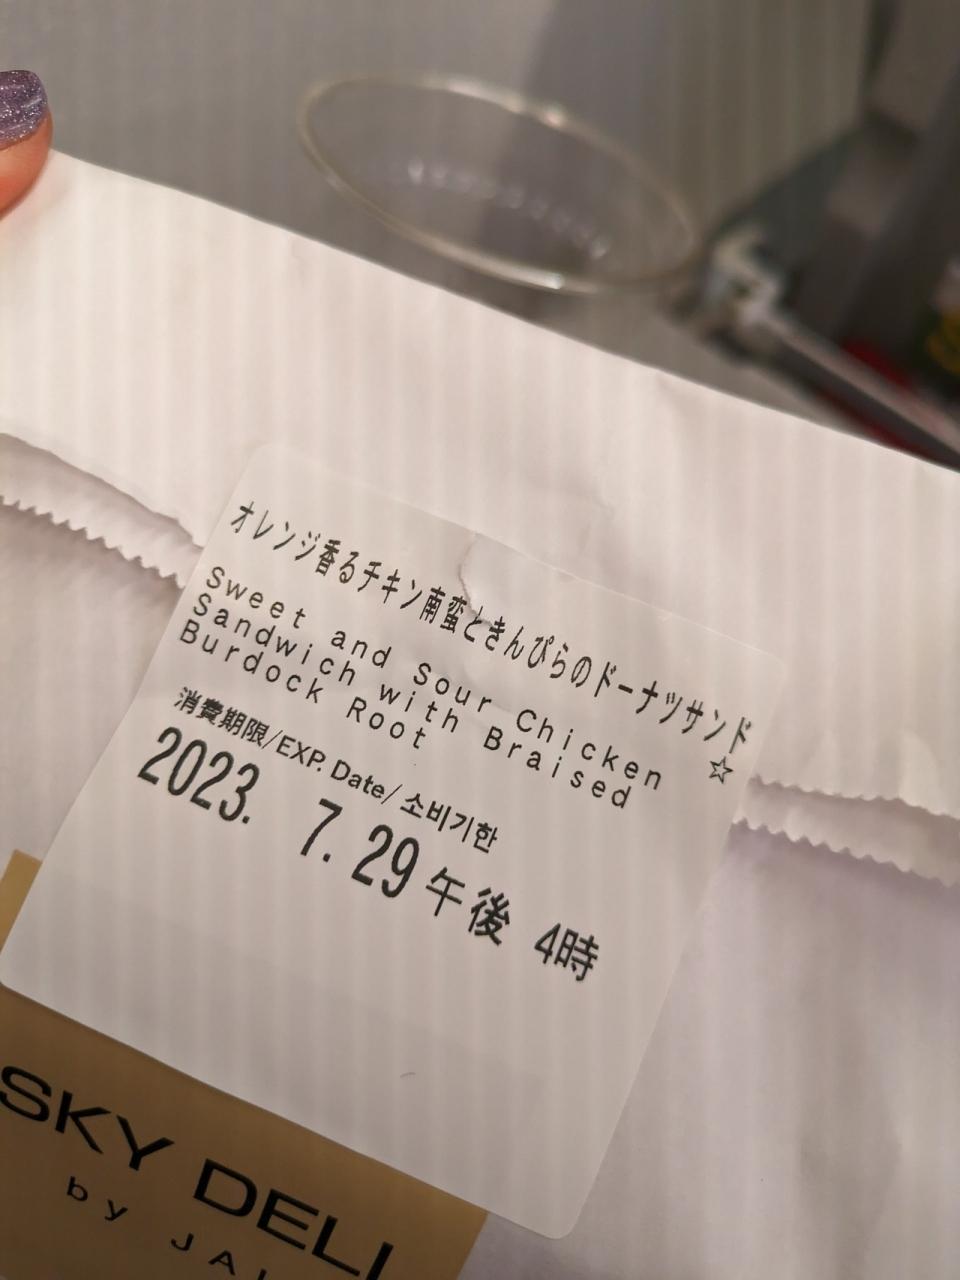 オレンジ香るチキン南蛮ときんぴらのドーナツサンド
☆
Sweet and Sour Chicken
Sandwich with Braised
Burdock Root
消費期限/EXP. Date/ 소비기한
2023. 7. 29 午後 4時
SKY DELI
by JAL